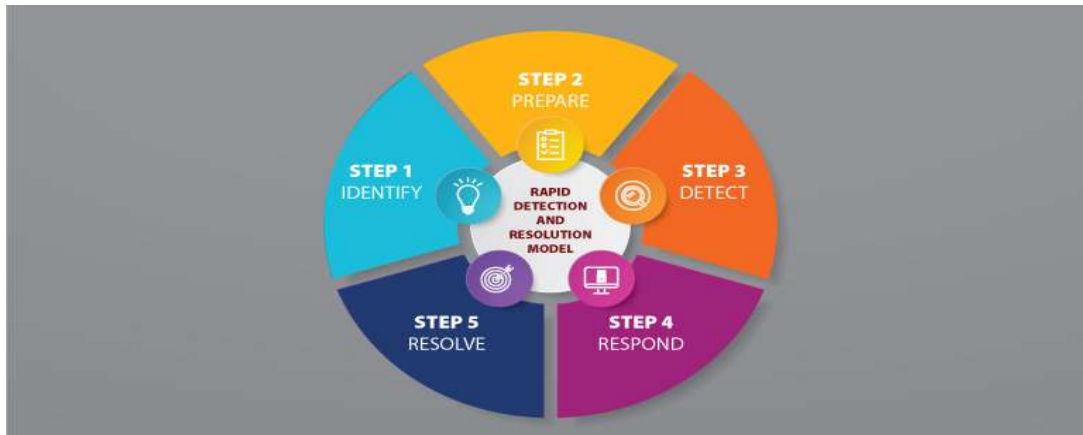 STEP 1
IDENTIFY
STEP 2
PREPARE
STEP 3
DETECT
STEP 4
RESPOND
STEP 5
RESOLVE
RAPID
DETECTION
AND
RESOLUTION
MODEL